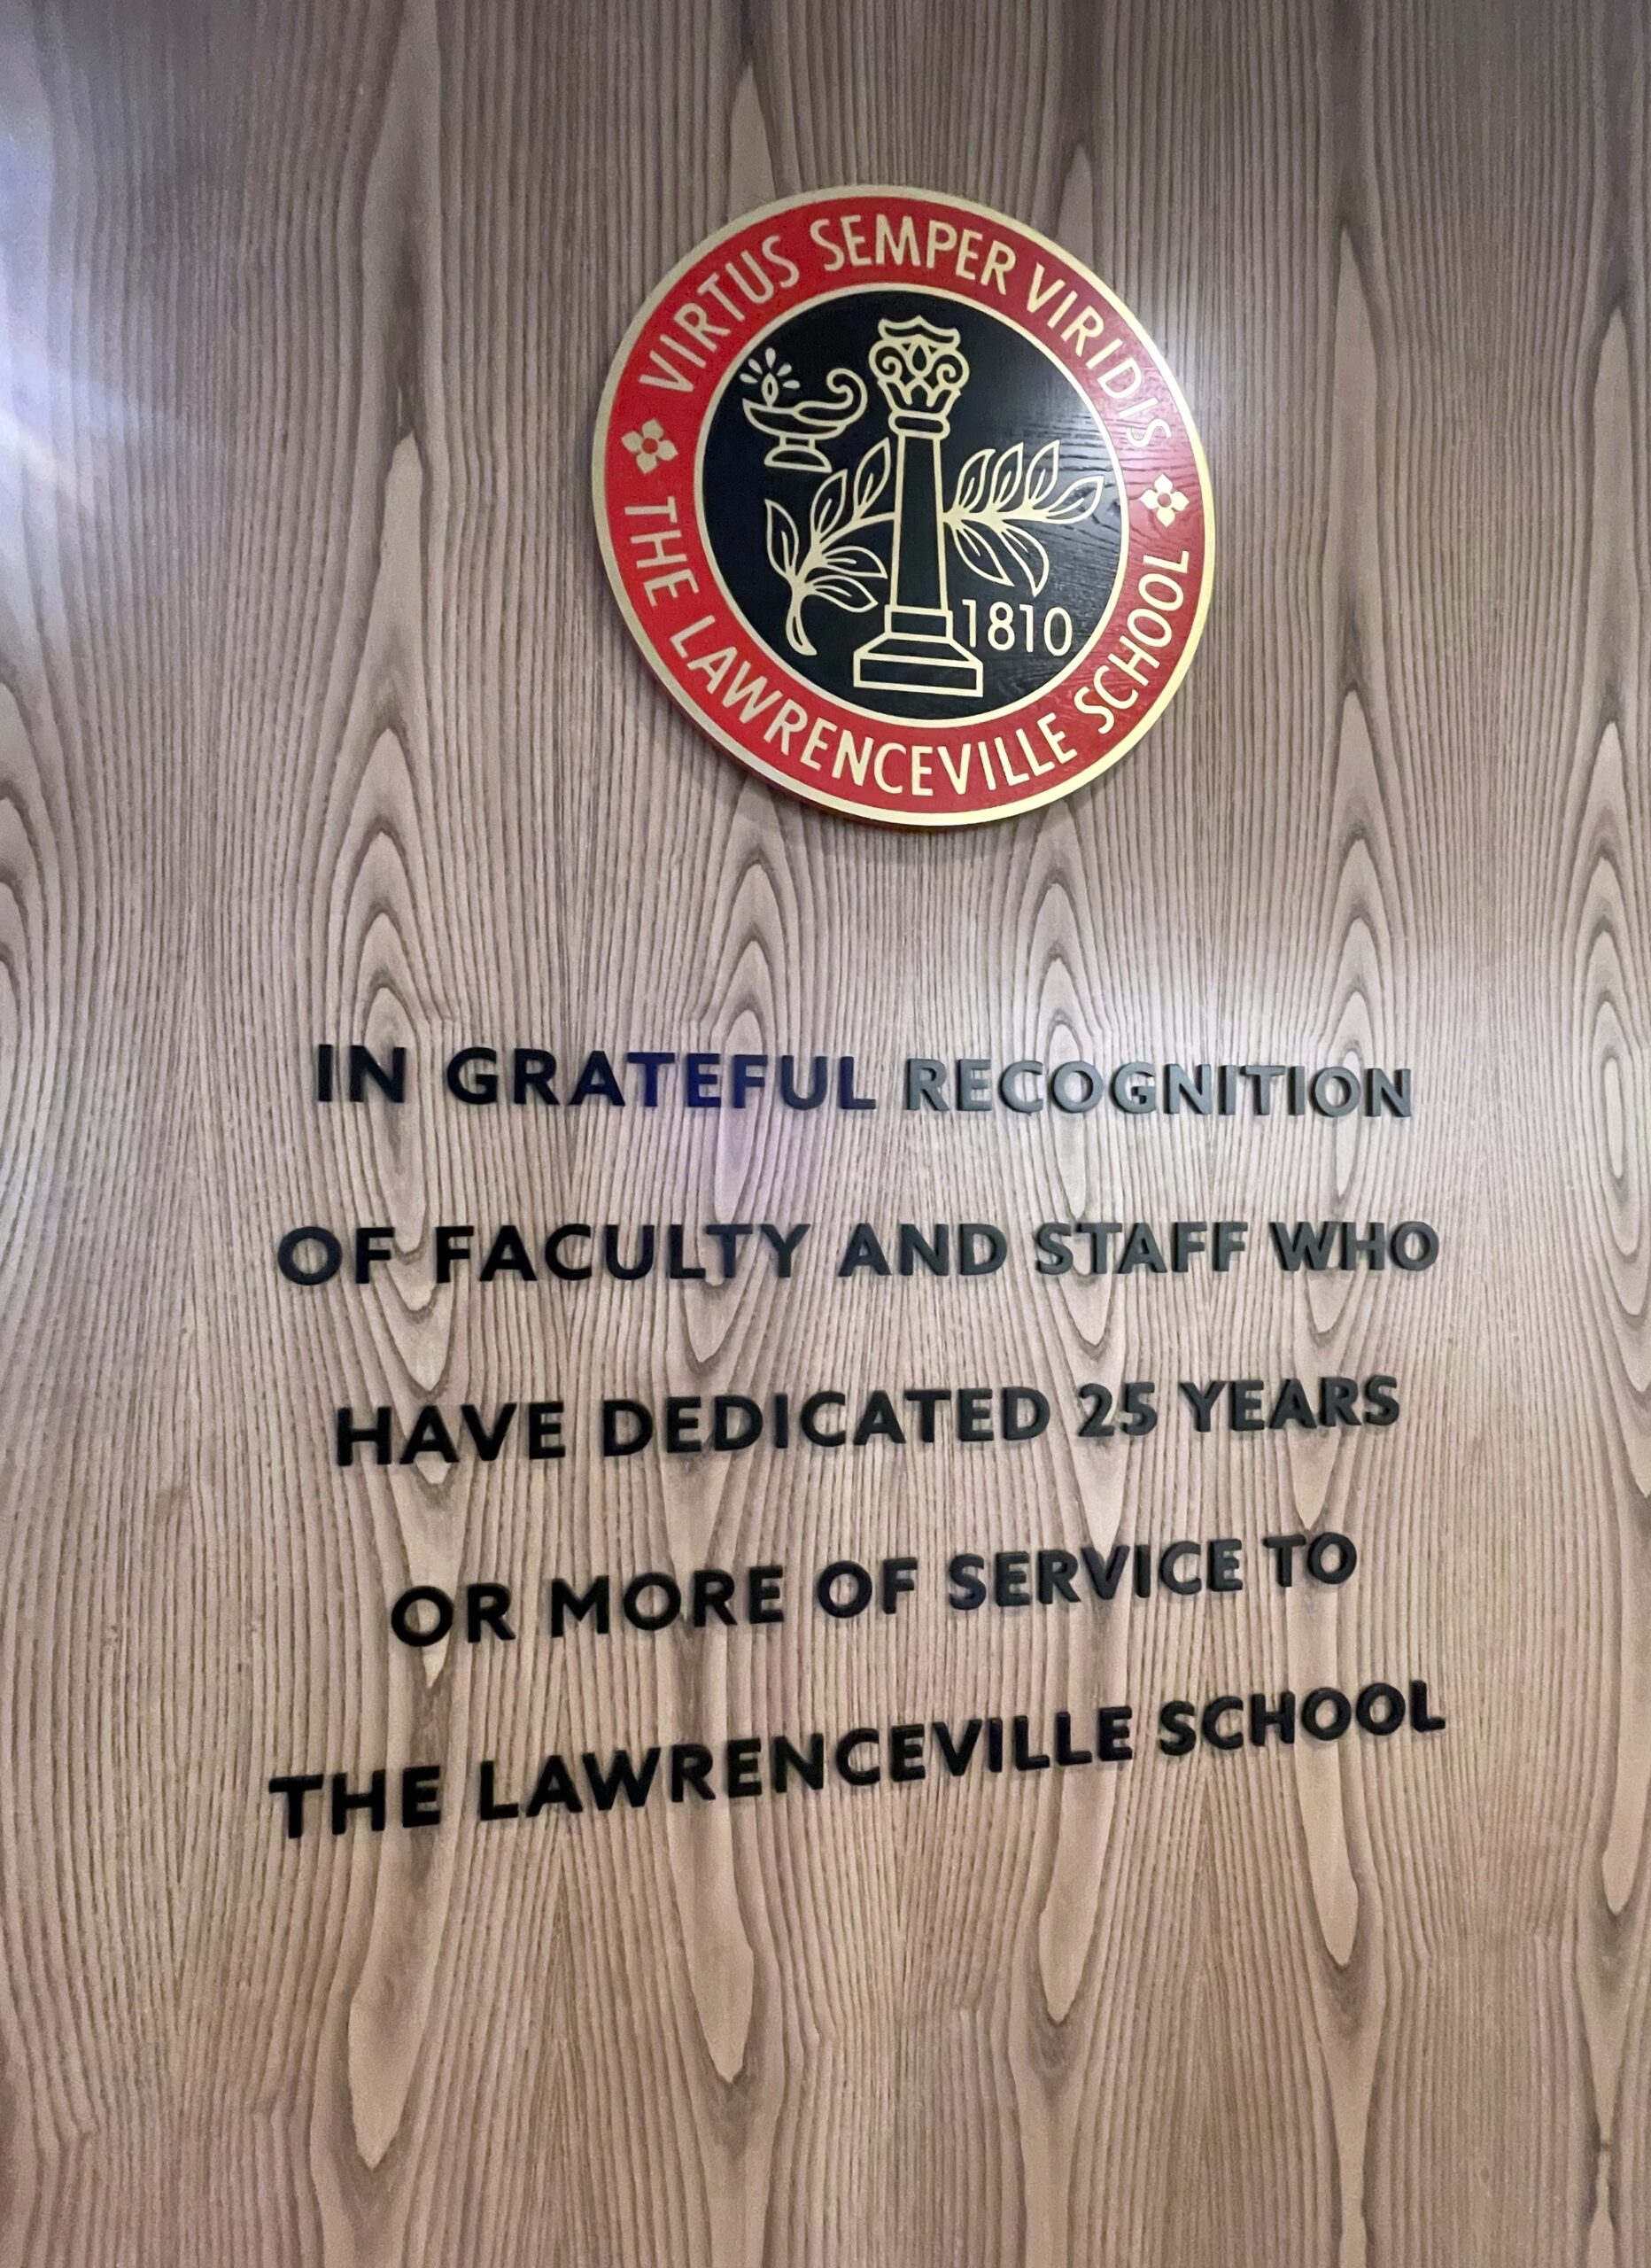 VIRTUS SEMPER VIRIDIS
THE LAWRENCEVILLE SCHOOL
1810
IN GRATEFUL RECOGNITION
OF FACULTY AND STAFF WHO
HAVE DEDICATED 25 YEARS
OR MORE OF SERVICE TO
THE LAWRENCEVILLE SCHOOL